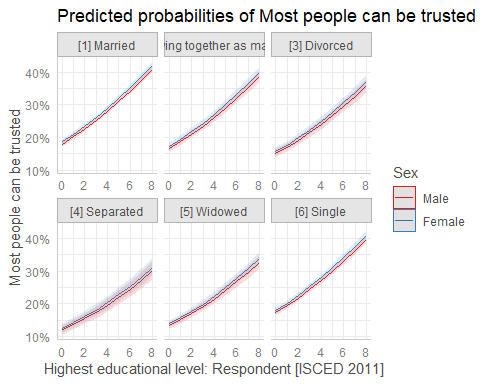 Predicted probabilities of Most people can be trusted
[1] Married
ing together as ma
[3] Divorced
40%
30%
20%
10%
0 2 4 6 8
0 2 4 6 8
0 2 4 6 8
[4] Separated
[5] Widowed
[6] Single
40%
30%
20%
10%
0 2 4 6 8
0 2 4 6 8
0 2 4 6 8
Most people can be trusted
Highest educational level: Respondent [ISCED 2011]
Sex
Male
Female